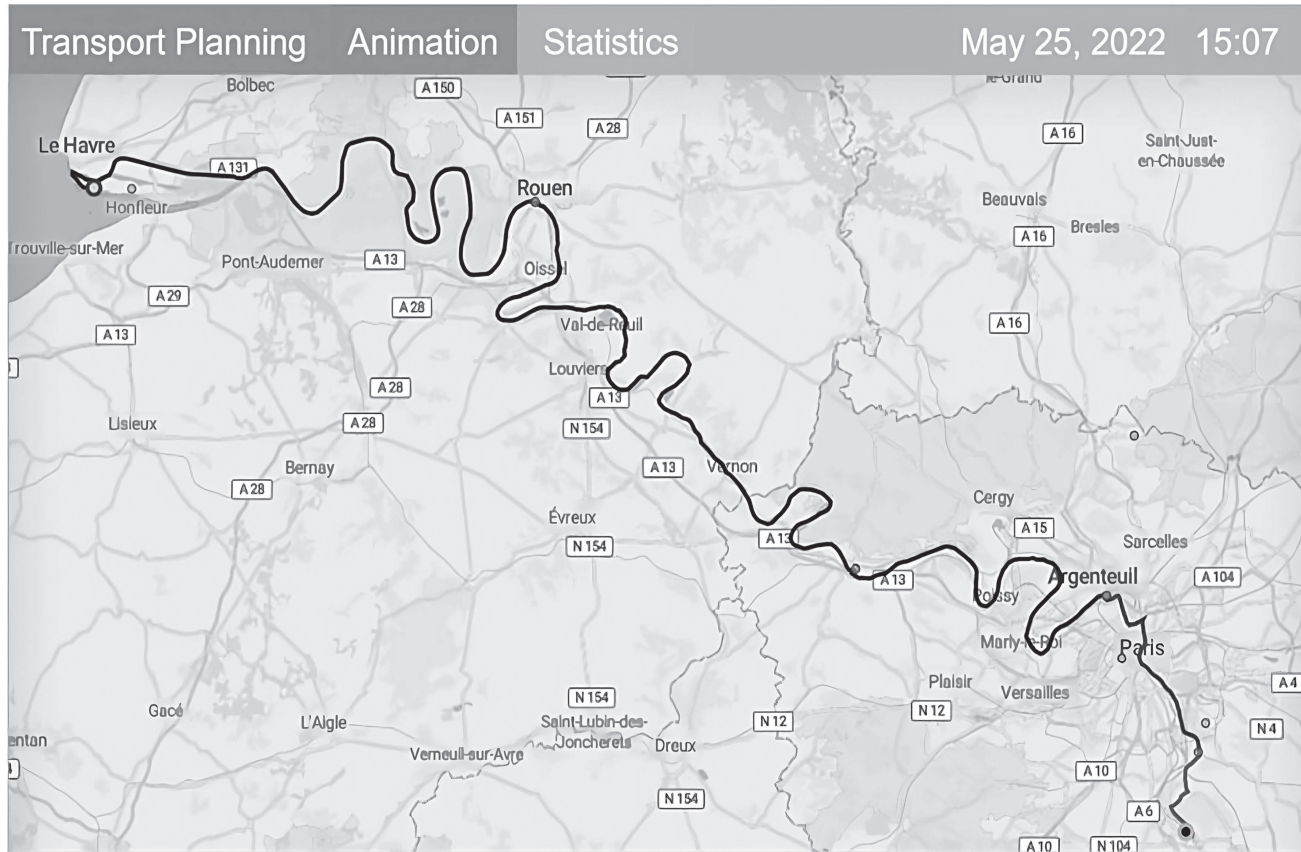 Transport Planning Animation Statistics May 25, 2022 15:07
Bolbec
A 150
A 151
A 28
A 16
Le Havre
Saint-Just-
en-Chaussée
A 131
Rouen
Beauvais
Honfleur
Bresles
A 16
Pont-Audemer
A 13
Oissel
A 29
A 28
A 13
Val-de-Reuil
A 16
Louviers
A 28
A 13
Lisieux
A 28
N 154
Bernay
A 13
Vernon
A 28
Cergy
Évreux
A 15
A 13
N 154
Sarcelles
A 13
Argenteuil
A 104
Poissy
Marly-le-Roi
Paris
Plaisir
Versailles
A 4
N 154
Gacé
L'Aigle
Saint-Lubin-des-
Joncherets
N 12
N 12
N 4
Verneuil-sur-Avre
Dreux
A 10
N 154
A 6
A 10
N 104